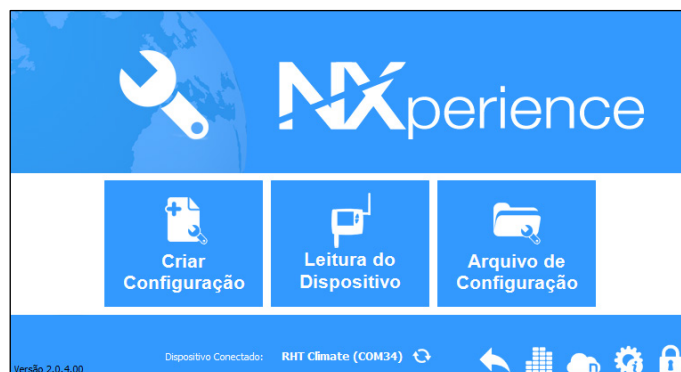 NXperience
Criar
Configuração
Leitura do
Dispositivo
Arquivo de
Configuração
Versão 2.0.4.00
Dispositivo Conectado: RHT Climate (COM34)